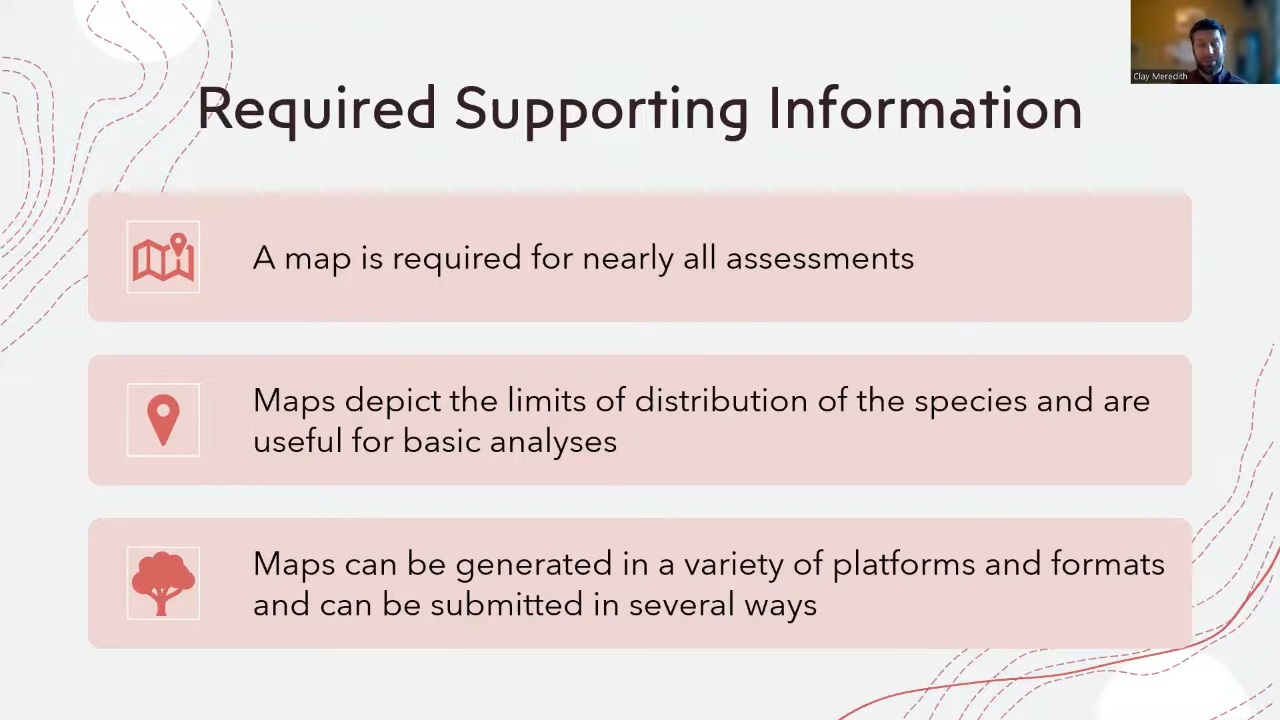 Clay Meredith
Required Supporting Information
A map is required for nearly all assessments
Maps depict the limits of distribution of the species and are
useful for basic analyses
Maps can be generated in a variety of platforms and formats
and can be submitted in several ways